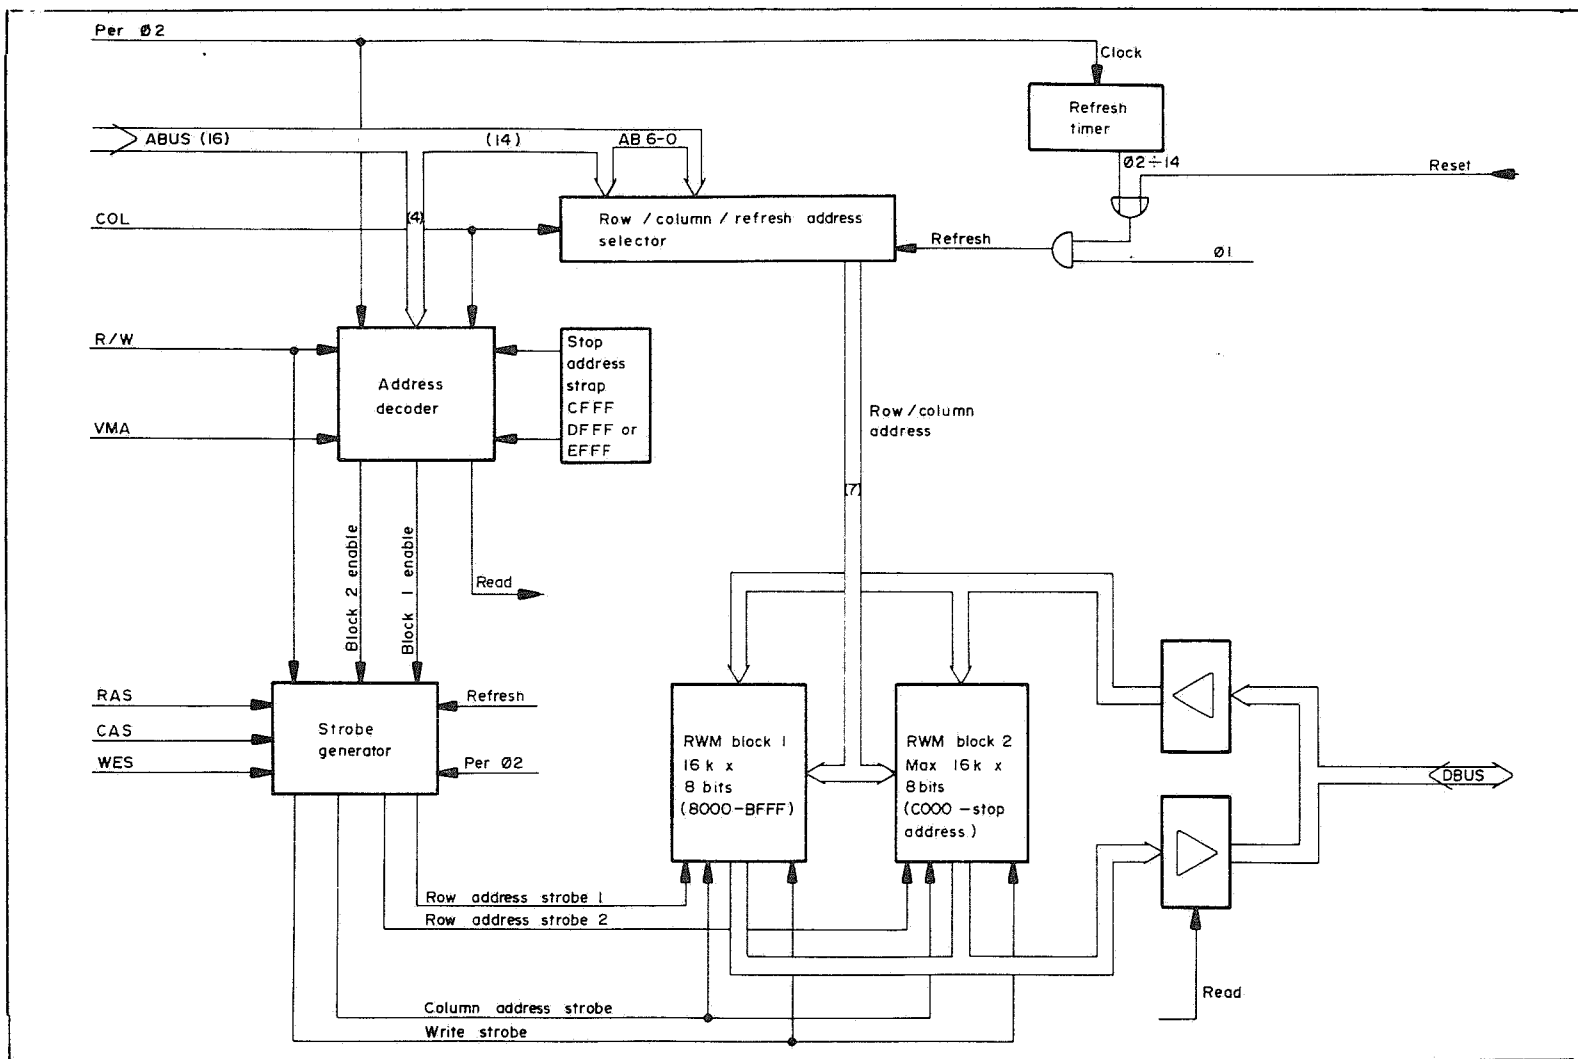 Per Ø2
Clock
Refresh
timer
ABUS (16)
(14)
AB 6-0
Ø2÷14
Reset
COL
(4)
Row / column / refresh address
selector
Refresh
Ø1
R/W
Stop
address
strap
CFFF
DFFF or
EFFF
Address
decoder
VMA
Row / column
address
(7)
Block 2 enable
Block 1 enable
Read
RAS
CAS
WES
Strobe
generator
Refresh
Per Ø2
RWM block 1
16k x
8 bits
(8000-BFFF)
RWM block 2
Max 16k x
8bits
(C000 -stop
address.)
DBUS
Row address strobe 1
Row address strobe 2
Read
Column address strobe
Write strobe